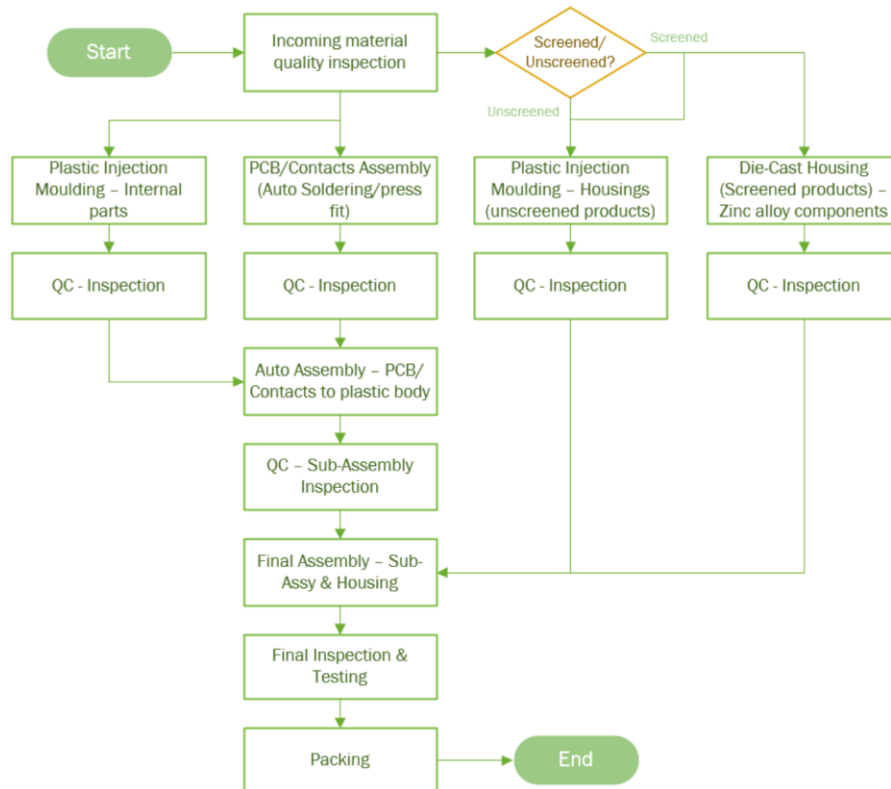 Start
Incoming material
quality inspection
Screened/
Unscreened?
Screened
Unscreened
Plastic Injection
Moulding – Internal
parts
PCB/Contacts Assembly
(Auto Soldering/press
fit)
Plastic Injection
Moulding – Housings
(unscreened products)
Die-Cast Housing
(Screened products) –
Zinc alloy components
QC - Inspection
QC - Inspection
QC - Inspection
QC - Inspection
Auto Assembly – PCB/
Contacts to plastic body
QC – Sub-Assembly
Inspection
Final Assembly – Sub-
Assy & Housing
Final Inspection &
Testing
Packing
End